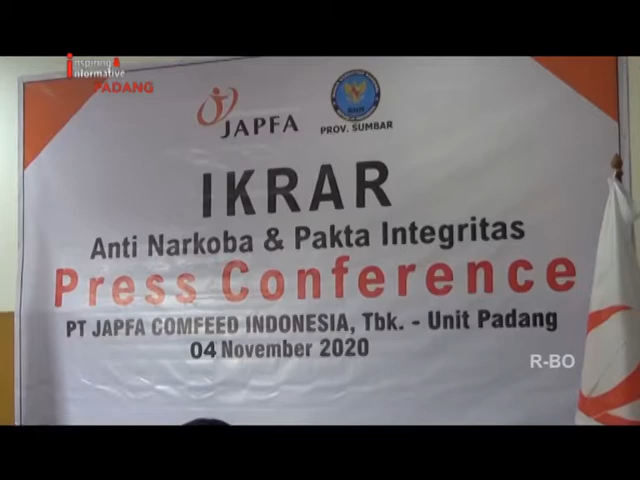 inspiring &
informative
PADANG
JAPFA
BNN
PROV. SUMBAR
IKRAR
Anti Narkoba & Pakta Integritas
Press Conference
PT JAPFA COMFEED INDONESIA, Tbk. - Unit Padang
04 November 2020
R-BO